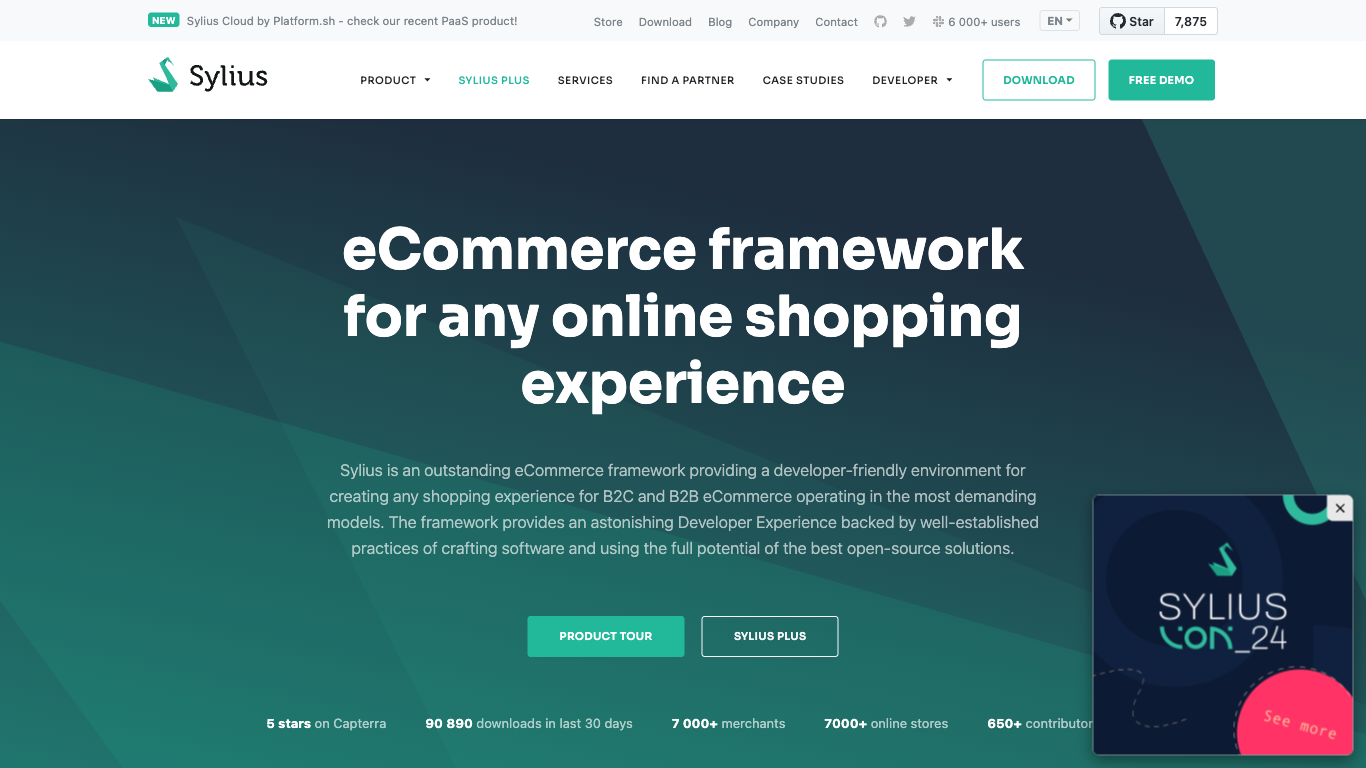 NEW Sylius Cloud by Platform.sh - check our recent PaaS product! Store Download Blog Company Contact 6 000+ users EN Star 7,875
Sylius PRODUCT SYLIUS PLUS SERVICES FIND A PARTNER CASE STUDIES DEVELOPER DOWNLOAD FREE DEMO
eCommerce framework
for any online shopping
experience
Sylius is an outstanding eCommerce framework providing a developer-friendly environment for
creating any shopping experience for B2C and B2B eCommerce operating in the most demanding
models. The framework provides an astonishing Developer Experience backed by well-established
practices of crafting software and using the full potential of the best open-source solutions.
PRODUCT TOUR SYLIUS PLUS
5 stars on Capterra 90 890 downloads in last 30 days 7 000+ merchants 7000+ online stores 650+ contributor
SYLIUS
CON_24
See more